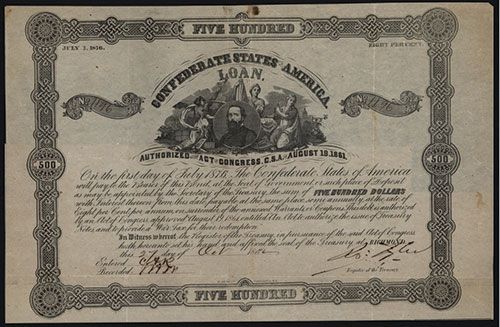 FIVE HUNDRED
JULY 1, 1876.
EIGHT PER CENT.
CONFEDERATE STATES AMERICA
LOAN,
AUTHORIZED ACT CONGRESS, C.S.A. AUGUST 19, 1861.
500 500
On the first day of July 1876, The Confederate States of America
will pay to the Bearer of this Bond, at the seat of Government or such place of Deposit
as may be appointed by the Secretary of the Treasury, the sum of FIVE HUNDRED DOLLARS
with Interest thereon from this date, payable at the same place, semi-annually, at the rate of
Eight per Cent per annum, on surrender of the annexed Warrants or Coupons. This debt is authorized
by an Act of Congress approved August 19, 1861, entitled An Act to authorize the issue of Treasury
Notes, and to provide a War Tax for their redemption.
In Witness whereof, the Register of the Treasury, in pursuance of the said Act of Congress
hath hereunto set his hand and affixed the seal of the Treasury at RICHMOND,
this day of Oct 186
Entered
Recorded
Register of the Treasury.
FIVE HUNDRED